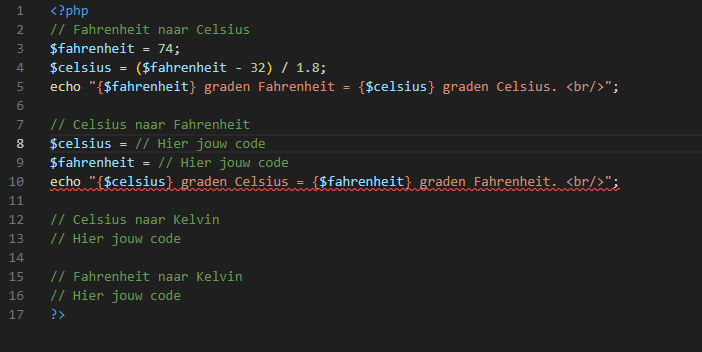 1 <?php
2 // Fahrenheit naar Celsius
3 $fahrenheit = 74;
4 $celsius = ($fahrenheit - 32) / 1.8;
5 echo "{$fahrenheit} graden Fahrenheit = {$celsius} graden Celsius. <br/>";
6
7 // Celsius naar Fahrenheit
8 $celsius = // Hier jouw code
9 $fahrenheit = // Hier jouw code
10 echo "{$celsius} graden Celsius = {$fahrenheit} graden Fahrenheit. <br/>";
11
12 // Celsius naar Kelvin
13 // Hier jouw code
14
15 // Fahrenheit naar Kelvin
16 // Hier jouw code
17 ?>